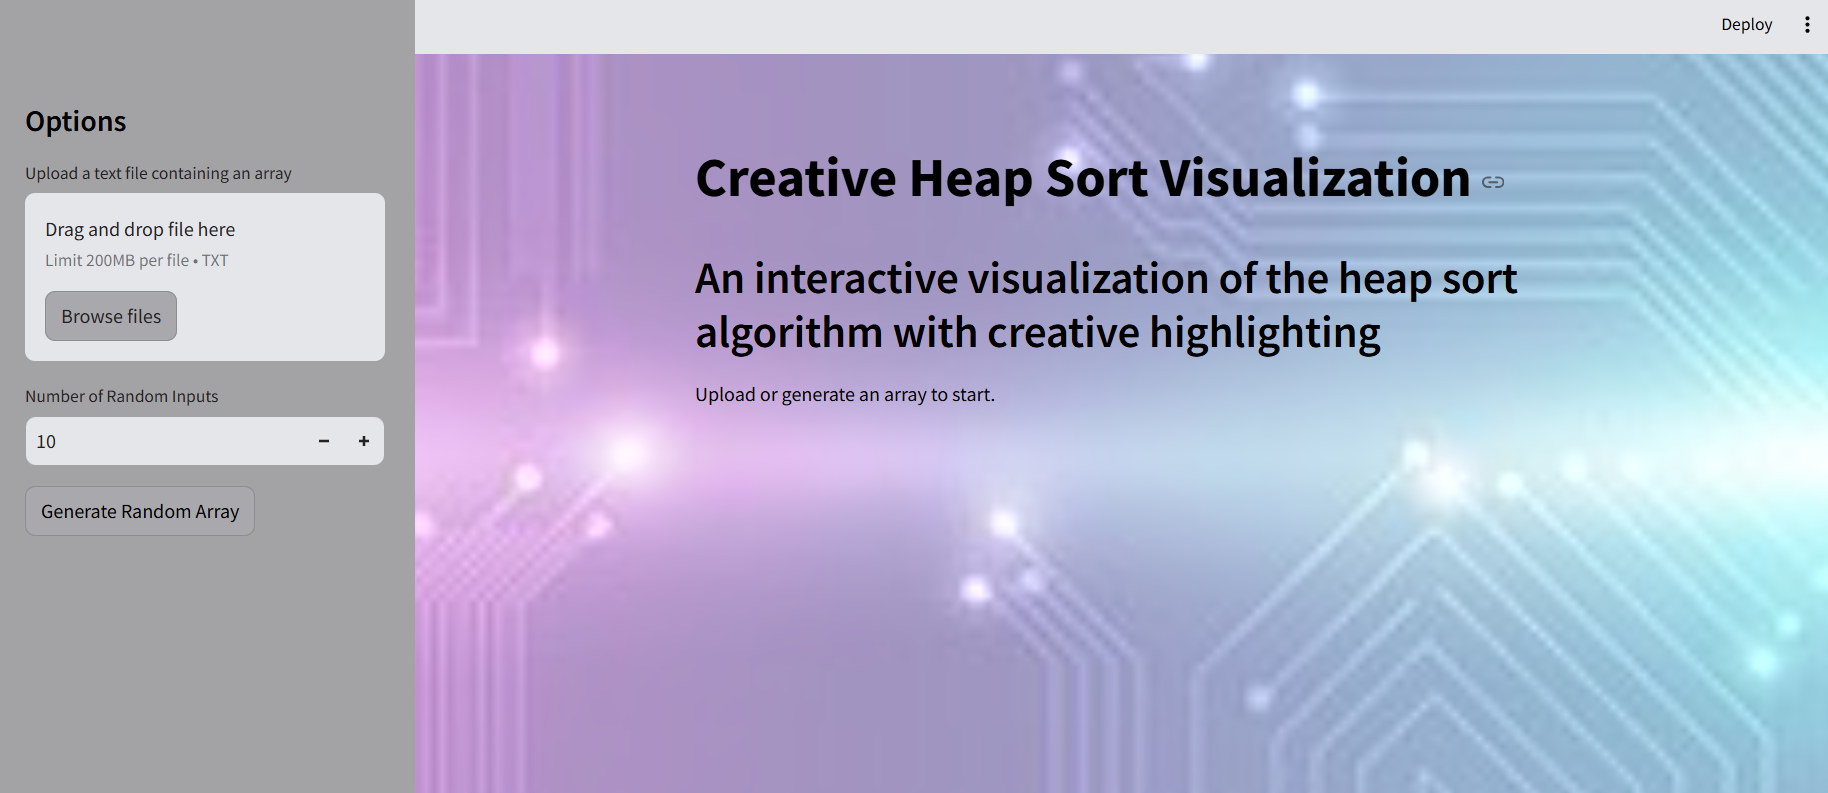 Deploy
Options
Upload a text file containing an array
Drag and drop file here
Limit 200MB per file • TXT
Browse files
Number of Random Inputs
10
Generate Random Array
Creative Heap Sort Visualization
An interactive visualization of the heap sort
algorithm with creative highlighting
Upload or generate an array to start.